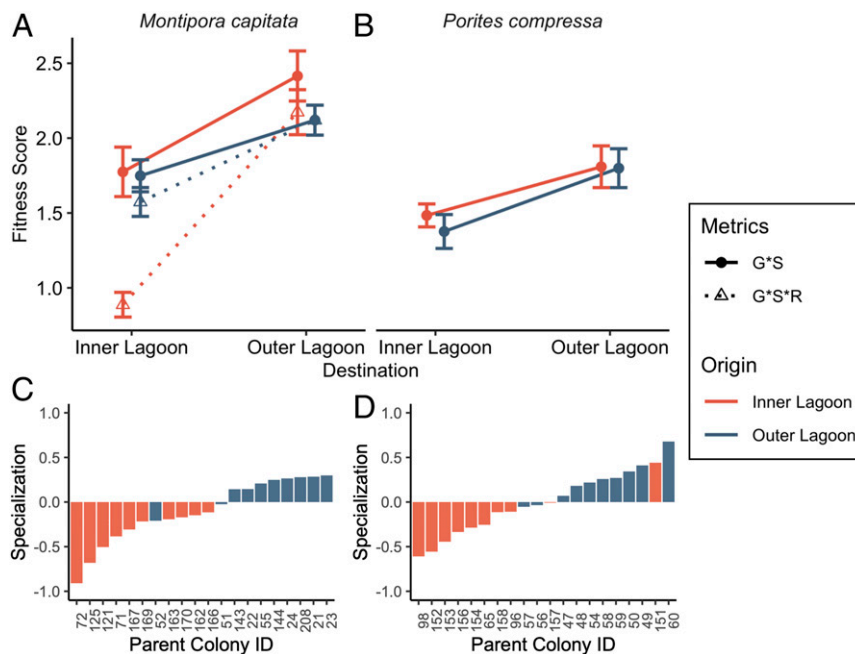 A
Montipora capitata
B
Porites compressa
Fitness Score
2.5
2.0
1.5
1.0
Inner Lagoon
Outer Lagoon
Inner Lagoon
Outer Lagoon
Destination
Metrics
G*S
G*S*R
Origin
Inner Lagoon
Outer Lagoon
C
Specialization
1.0
0.5
0.0
-0.5
-1.0
72 125 121 71 167 169 52 163 170 162 166 51 143 22 55 144 24 208 21 23
Parent Colony ID
D
Specialization
1.0
0.5
0.0
-0.5
-1.0
98 152 153 156 154 65 158 96 57 56 157 47 48 54 58 59 50 49 151 60
Parent Colony ID